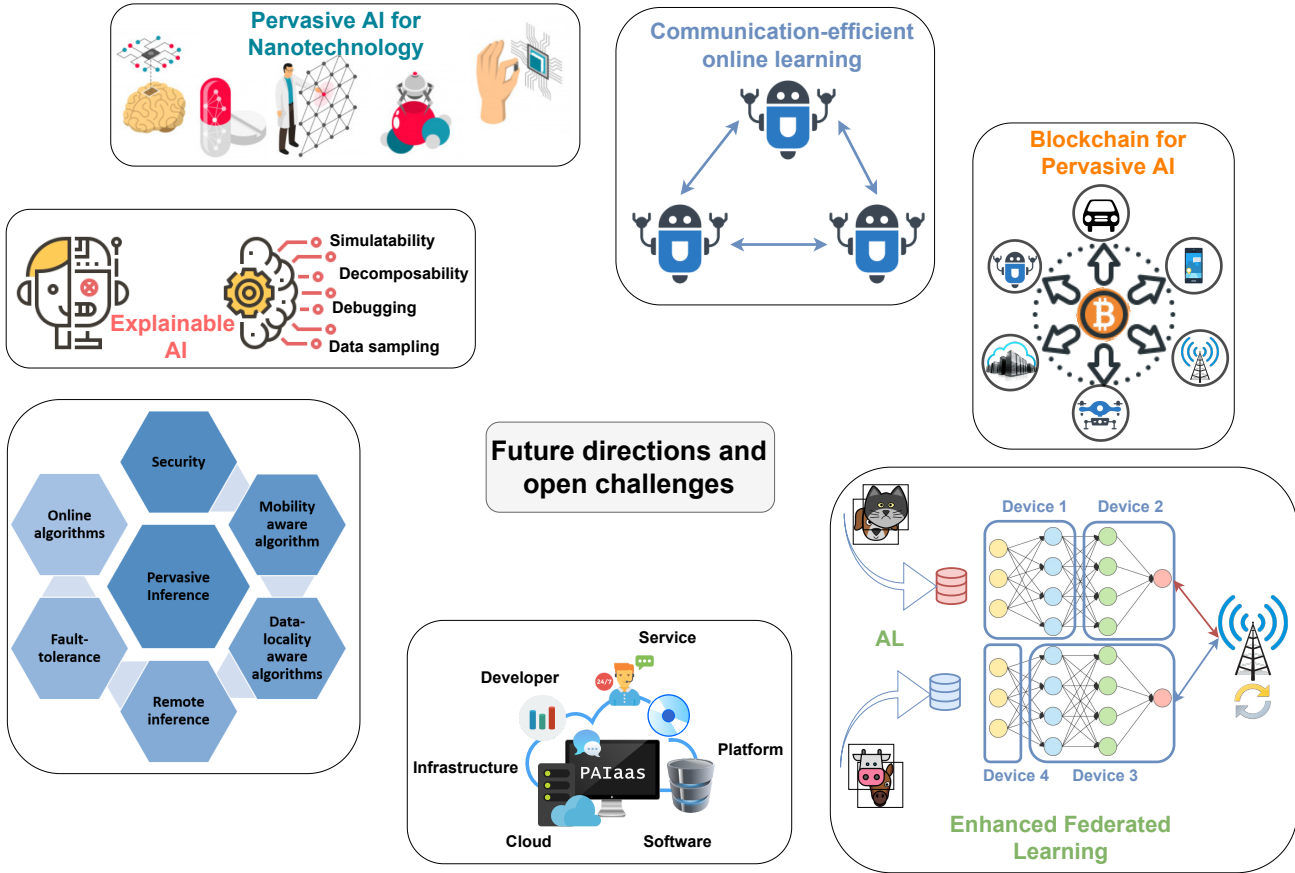 Pervasive AI for
Nanotechnology
Communication-efficient
online learning
Blockchain for
Pervasive AI
Explainable
AI
Simulatability
Decomposability
Debugging
Data sampling
Security
Online
algorithms
Mobility
aware
algorithm
Pervasive
Inference
Fault-
tolerance
Data-
locality
aware
algorithms
Remote
inference
Future directions and
open challenges
Service
24/7
Developer
Infrastructure
PAIaas
Platform
Cloud
Software
Device 1
Device 2
AL
Device 4
Device 3
Enhanced Federated
Learning